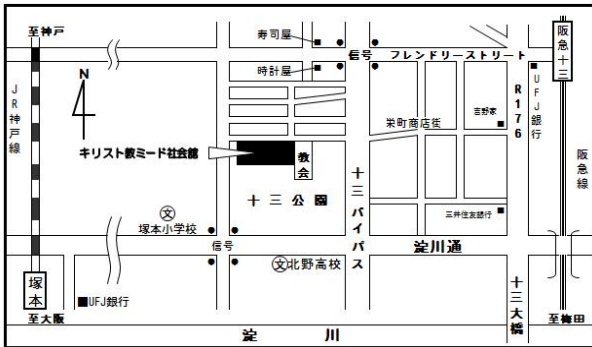 至神戸
寿司屋
信号
フレンドリーストリート
阪急十三
時計屋
N
JR神戸線
R176
UFJ銀行
吉野家
栄町商店街
キリスト教ミード社会館
教会
阪急線
十三公園
十三バイパス
文
塚本小学校
三井住友銀行
信号
淀川通
文北野高校
塚本
UFJ銀行
十三大橋
至大阪
至梅田
淀川